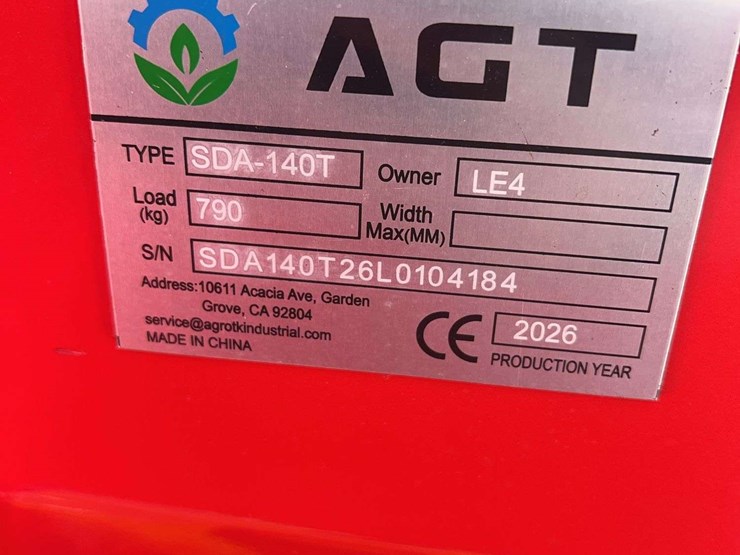 AGT
TYPE SDA-140T Owner LE4
Load (kg) 790 Width Max(MM)
S/N SDA140T26L0104184
Address:10611 Acacia Ave, Garden
Grove, CA 92804
service@agrotkindustrial.com
MADE IN CHINA
CE 2026
PRODUCTION YEAR